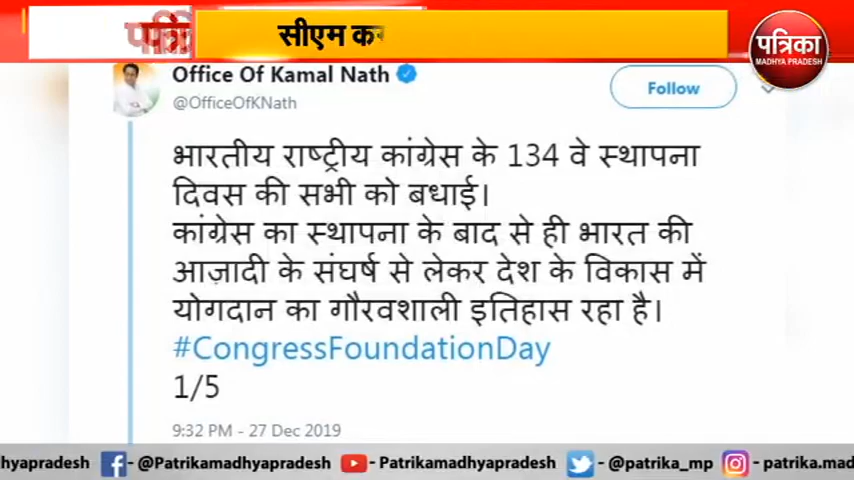 सीएम
पत्रिका
MADHYA PRADESH
Office Of Kamal Nath
@OfficeOfKNath
Follow
भारतीय राष्ट्रीय कांग्रेस के 134 वे स्थापना
दिवस की सभी को बधाई।
कांग्रेस का स्थापना के बाद से ही भारत की
आज़ादी के संघर्ष से लेकर देश के विकास में
योगदान का गौरवशाली इतिहास रहा है।
#CongressFoundationDay
1/5
9:32 PM - 27 Dec 2019
hyapradesh - @Patrikamadhyapradesh - Patrikamadhyapradesh - @patrika_mp - patrika.mad